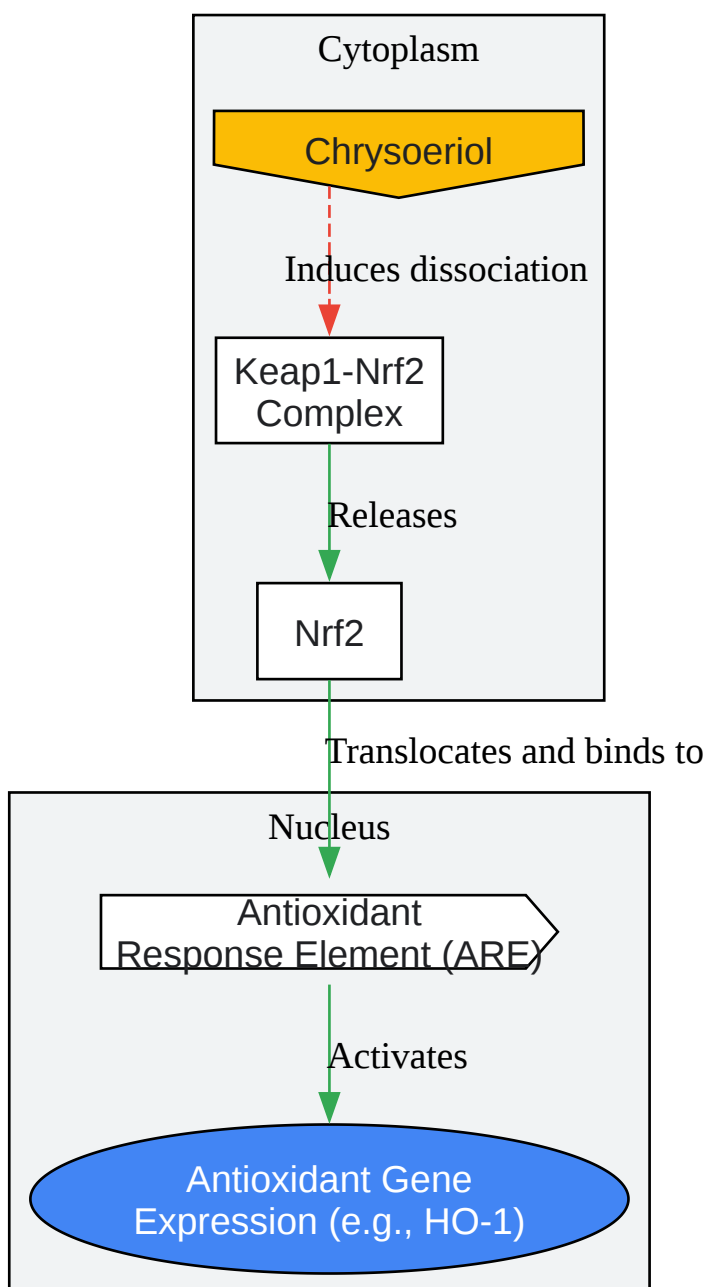 Cytoplasm
Chrysoeriol
Induces dissociation
Keap1-Nrf2
Complex
Releases
Nrf2
Translocates and binds to
Nucleus
Antioxidant
Response Element (ARE)
Activates
Antioxidant Gene
Expression (e.g., HO-1)